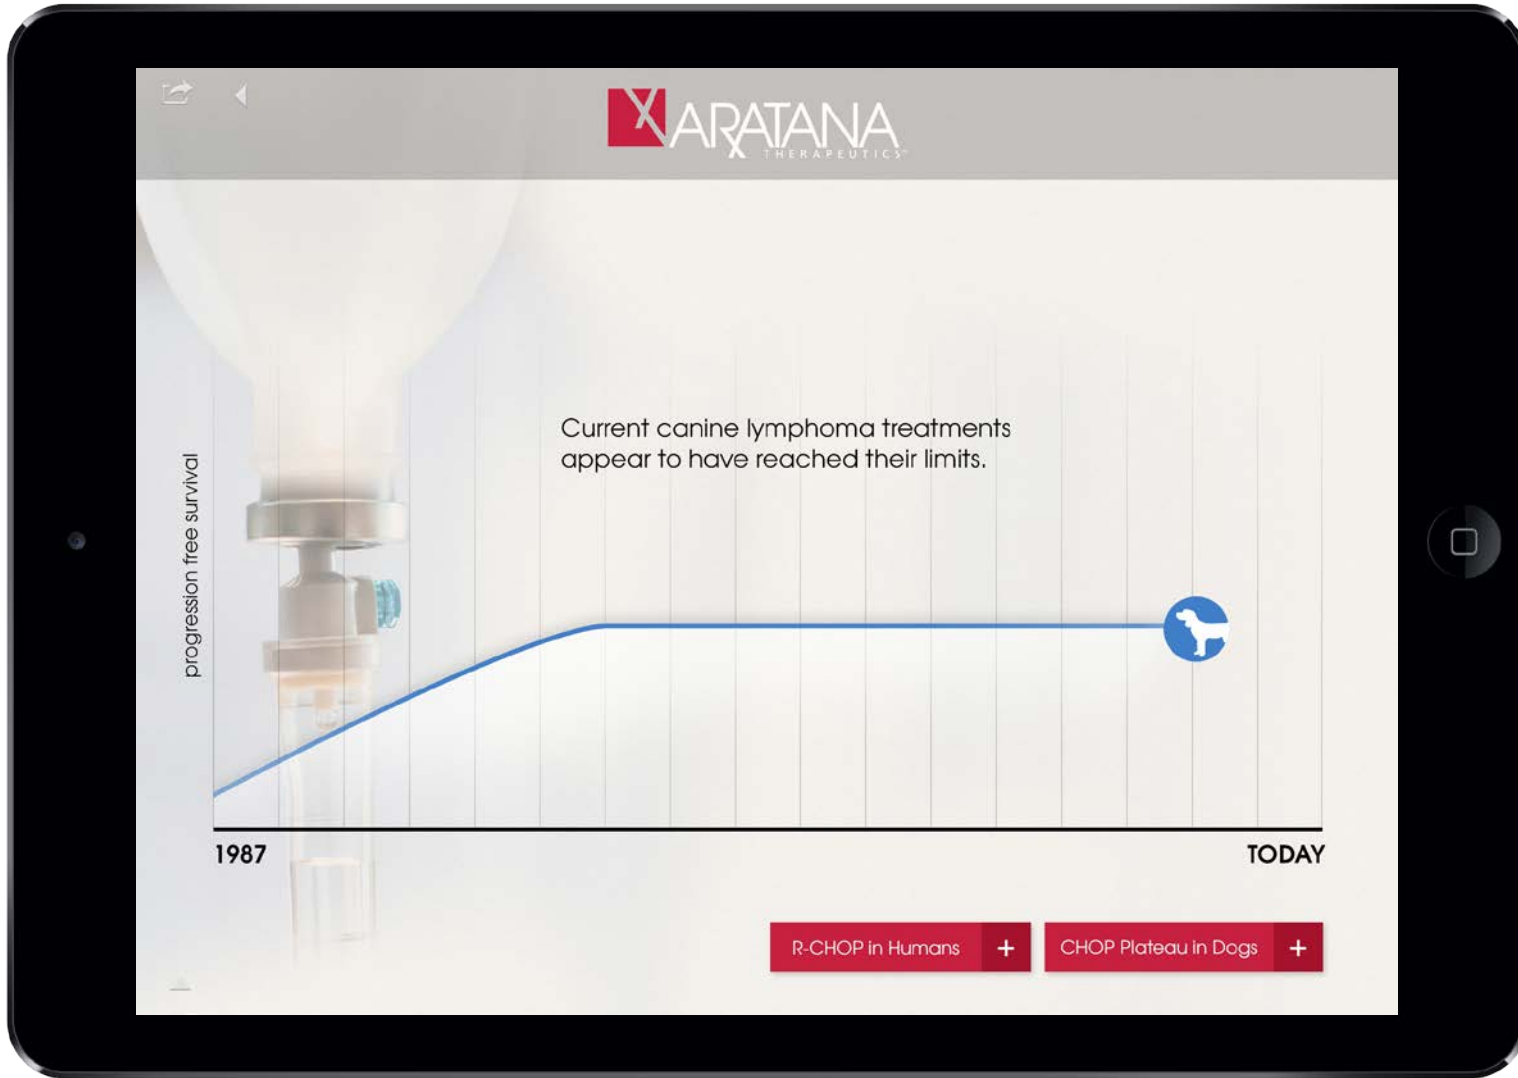 ARATANA
THERAPEUTICS™
Current canine lymphoma treatments
appear to have reached their limits.
progression free survival
1987
TODAY
R-CHOP in Humans +
CHOP Plateau in Dogs +